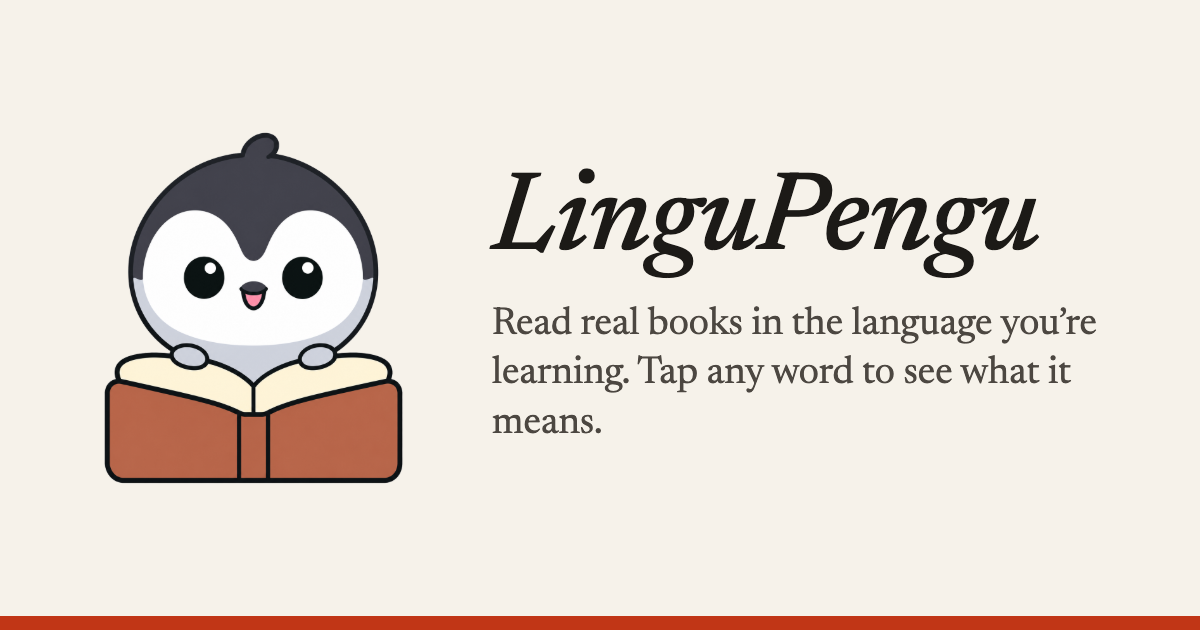 LinguPengu
Read real books in the language you’re
learning. Tap any word to see what it
means.